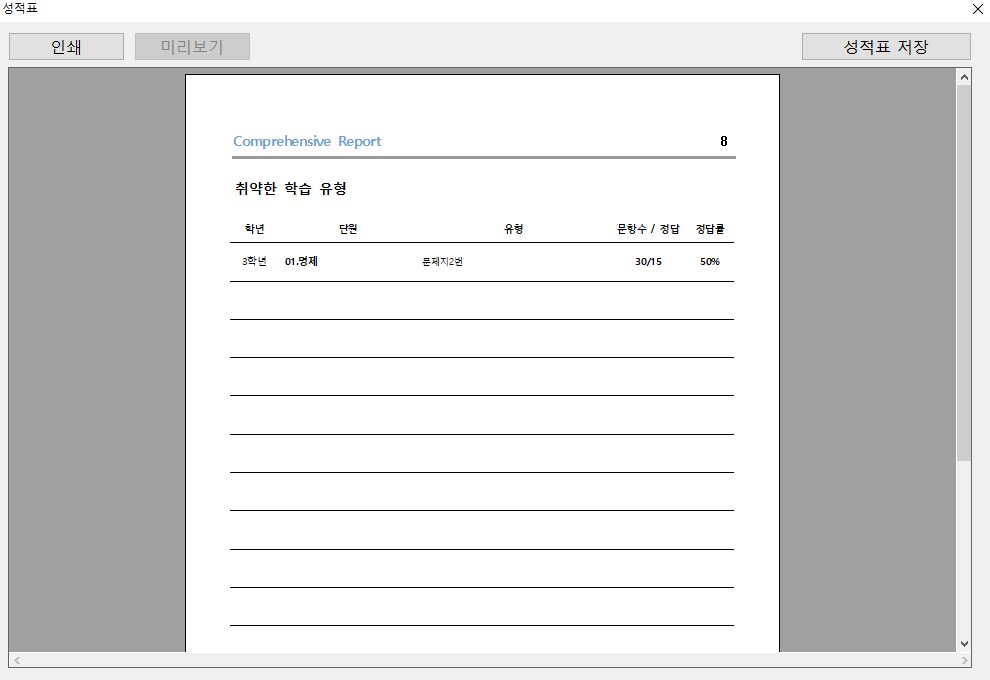 성적표
인쇄 미리보기 성적표 저장
Comprehensive Report 8
취약한 학습 유형
학년 단원 유형 문항수 / 정답 정답률
3학년 01.명제 문제지2번 30/15 50%